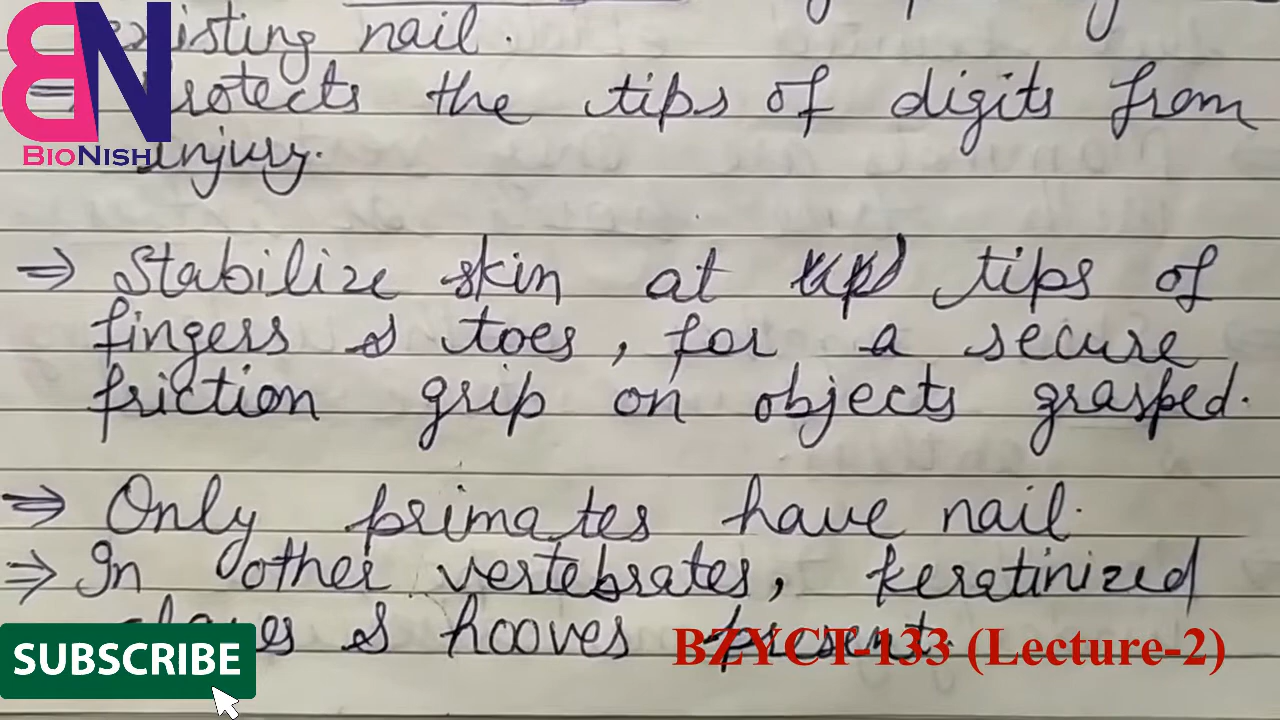 existing nail.
⇒ Protects the tips of digits from
injury.
⇒ Stabilize skin at tips of
fingers & toes, for a secure
friction grip on objects grasped.
⇒ Only primates have nail.
⇒ In other vertebrates, keratinized
claws & hooves present.
BN
BIONISH
SUBSCRIBE
BZYCT-133 (Lecture-2)